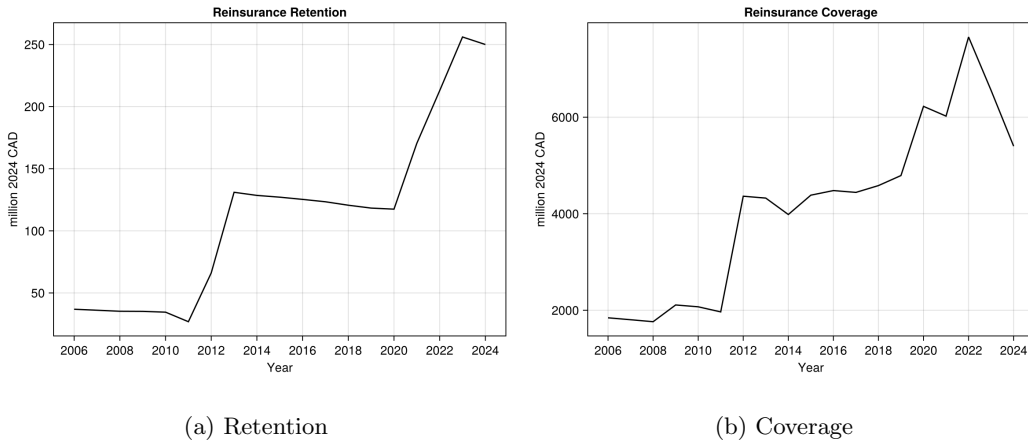 Reinsurance Retention
250
200
150
100
50
million 2024 CAD
2006 2008 2010 2012 2014 2016 2018 2020 2022 2024
Year
(a) Retention
Reinsurance Coverage
6000
4000
2000
million 2024 CAD
2006 2008 2010 2012 2014 2016 2018 2020 2022 2024
Year
(b) Coverage